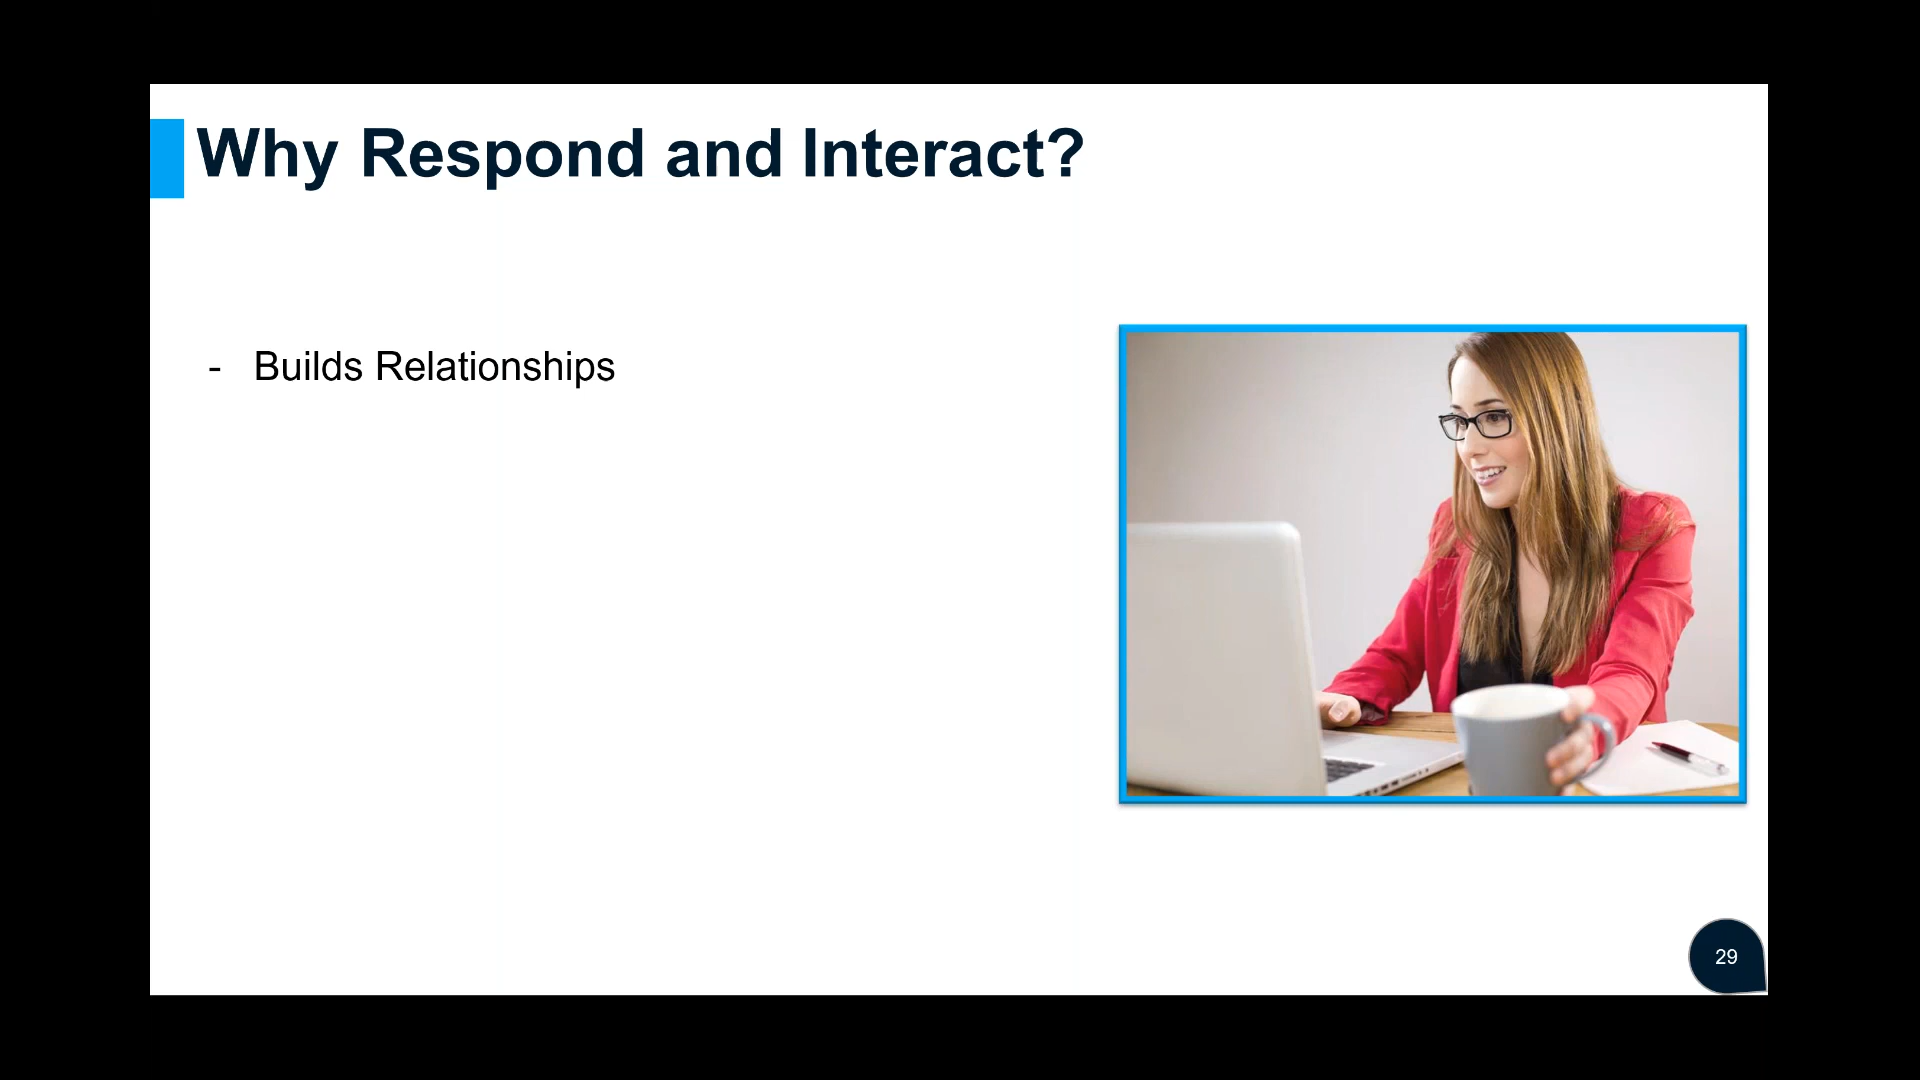 Why Respond and Interact?
- Builds Relationships
29